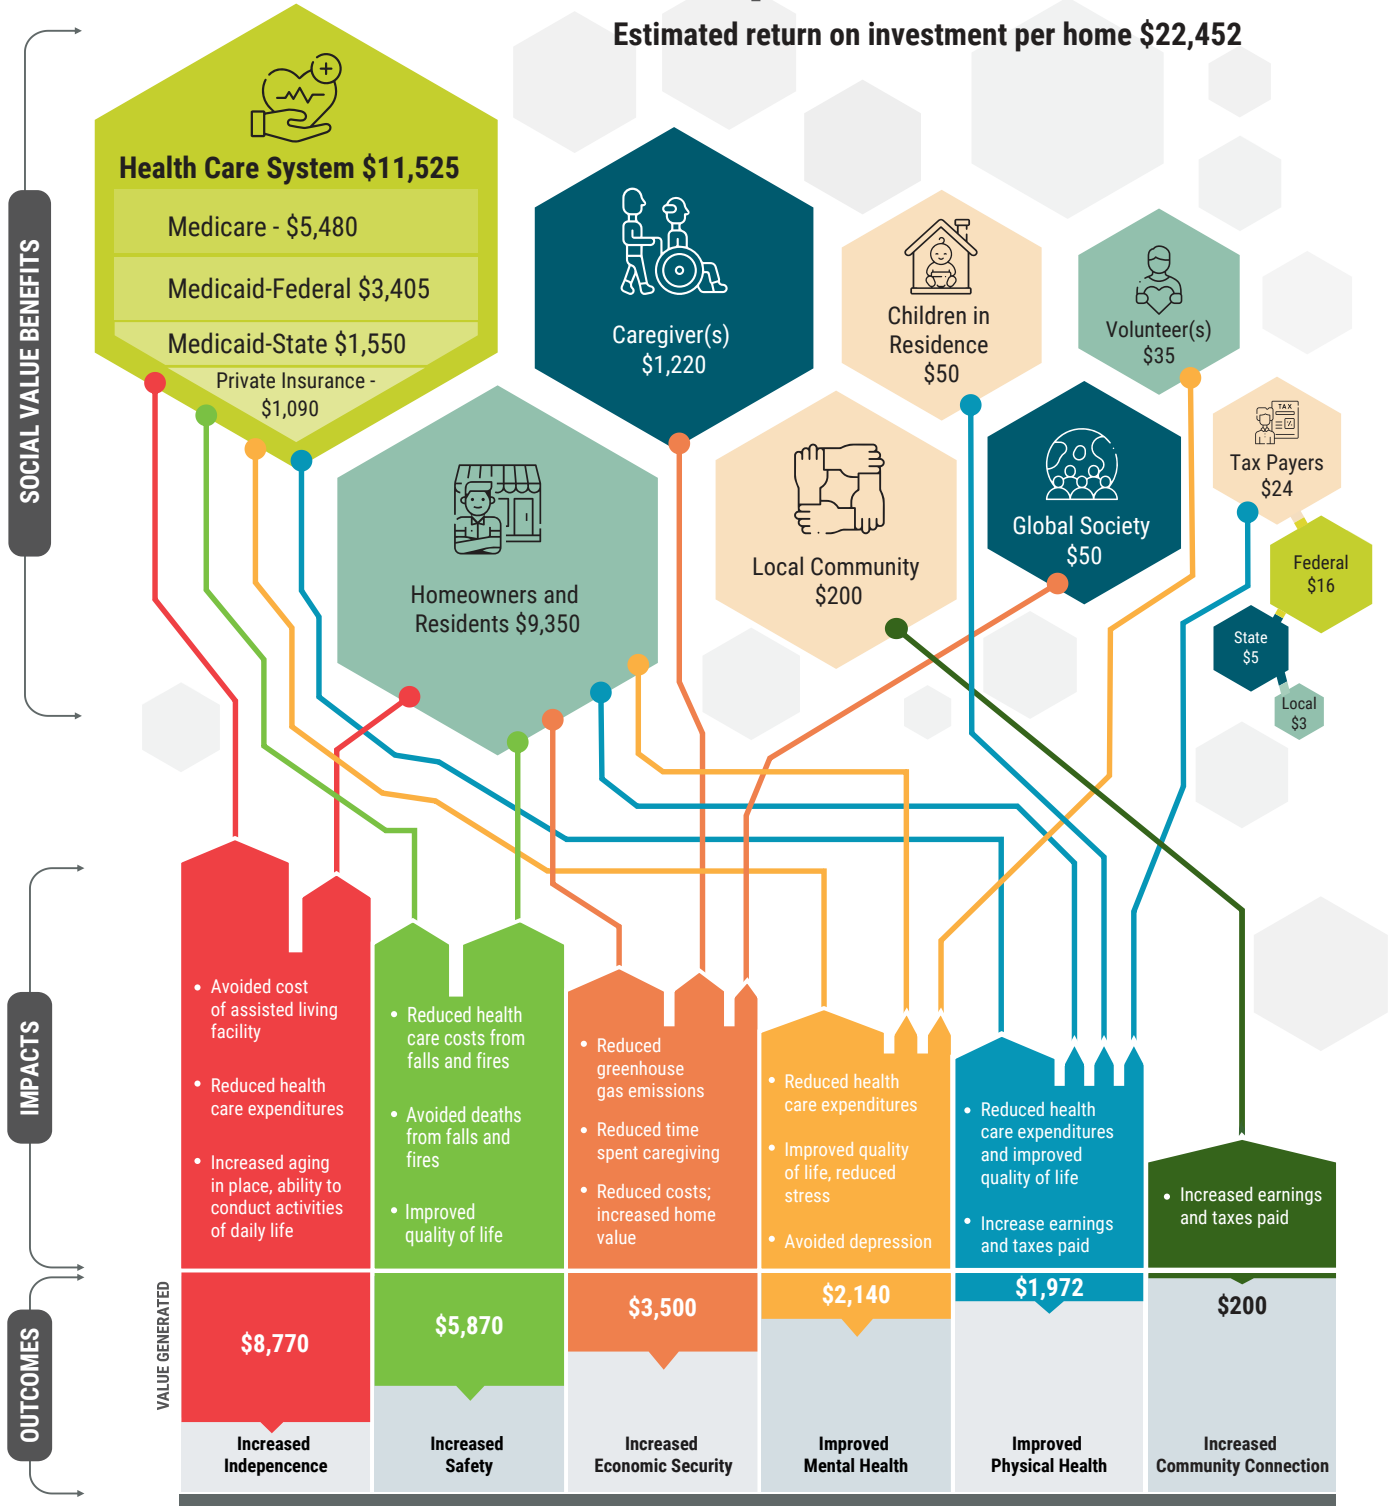 Estimated return on investment per home $22,452
SOCIAL VALUE BENEFITS
Health Care System $11,525
Medicare - $5,480
Medicaid-Federal $3,405
Medicaid-State $1,550
Private Insurance -
$1,090
Caregiver(s)
$1,220
Children in
Residence
$50
Volunteer(s)
$35
TAX
Tax Payers
$24
Homeowners and
Residents $9,350
Local Community
$200
Global Society
$50
Federal
$16
State
$5
Local
$3
IMPACTS
• Avoided cost
of assisted living
facility
• Reduced health
care expenditures
• Increased aging
in place, ability to
conduct activities
of daily life
• Reduced health
care costs from
falls and fires
• Avoided deaths
from falls and
fires
• Improved
quality of life
• Reduced
greenhouse
gas emissions
• Reduced time
spent caregiving
• Reduced costs;
increased home
value
• Reduced health
care expenditures
• Improved quality
of life, reduced
stress
• Avoided depression
• Reduced health
care expenditures
and improved
quality of life
• Increase earnings
and taxes paid
• Increased earnings
and taxes paid
OUTCOMES
VALUE GENERATED
$8,770
$5,870
$3,500
$2,140
$1,972
$200
Increased
Indepencence
Increased
Safety
Increased
Economic Security
Improved
Mental Health
Improved
Physical Health
Increased
Community Connection